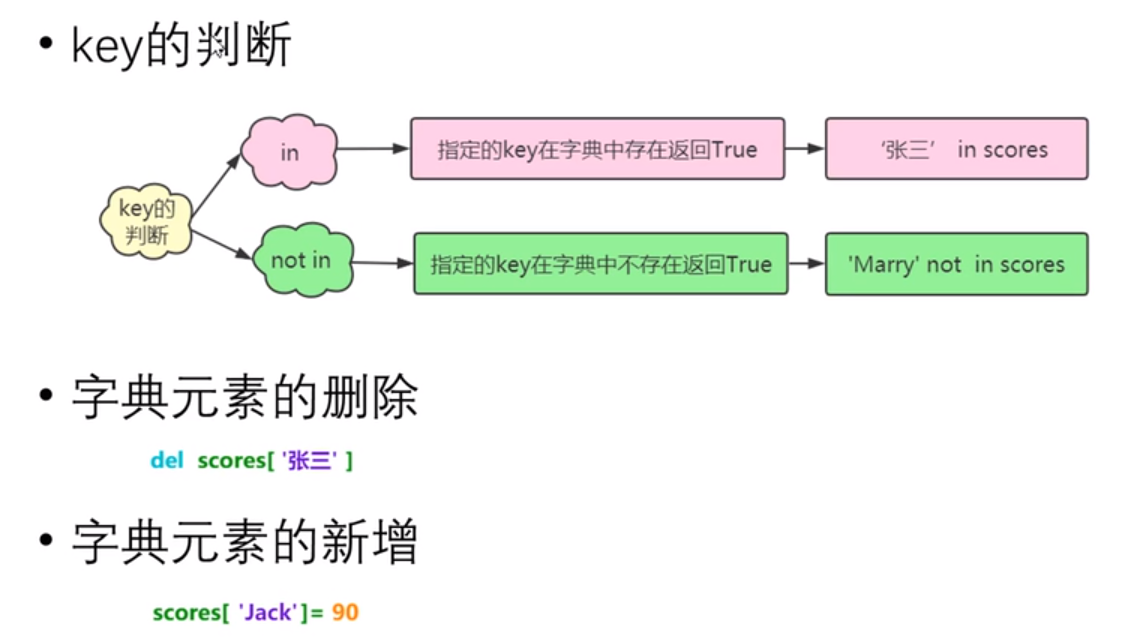 • key的判断
in
指定的key在字典中存在返回True
‘张三’ in scores
key的
判断
not in
指定的key在字典中不存在返回True
'Marry' not in scores
• 字典元素的删除
del scores[ '张三' ]
• 字典元素的新增
scores[ 'Jack']= 90